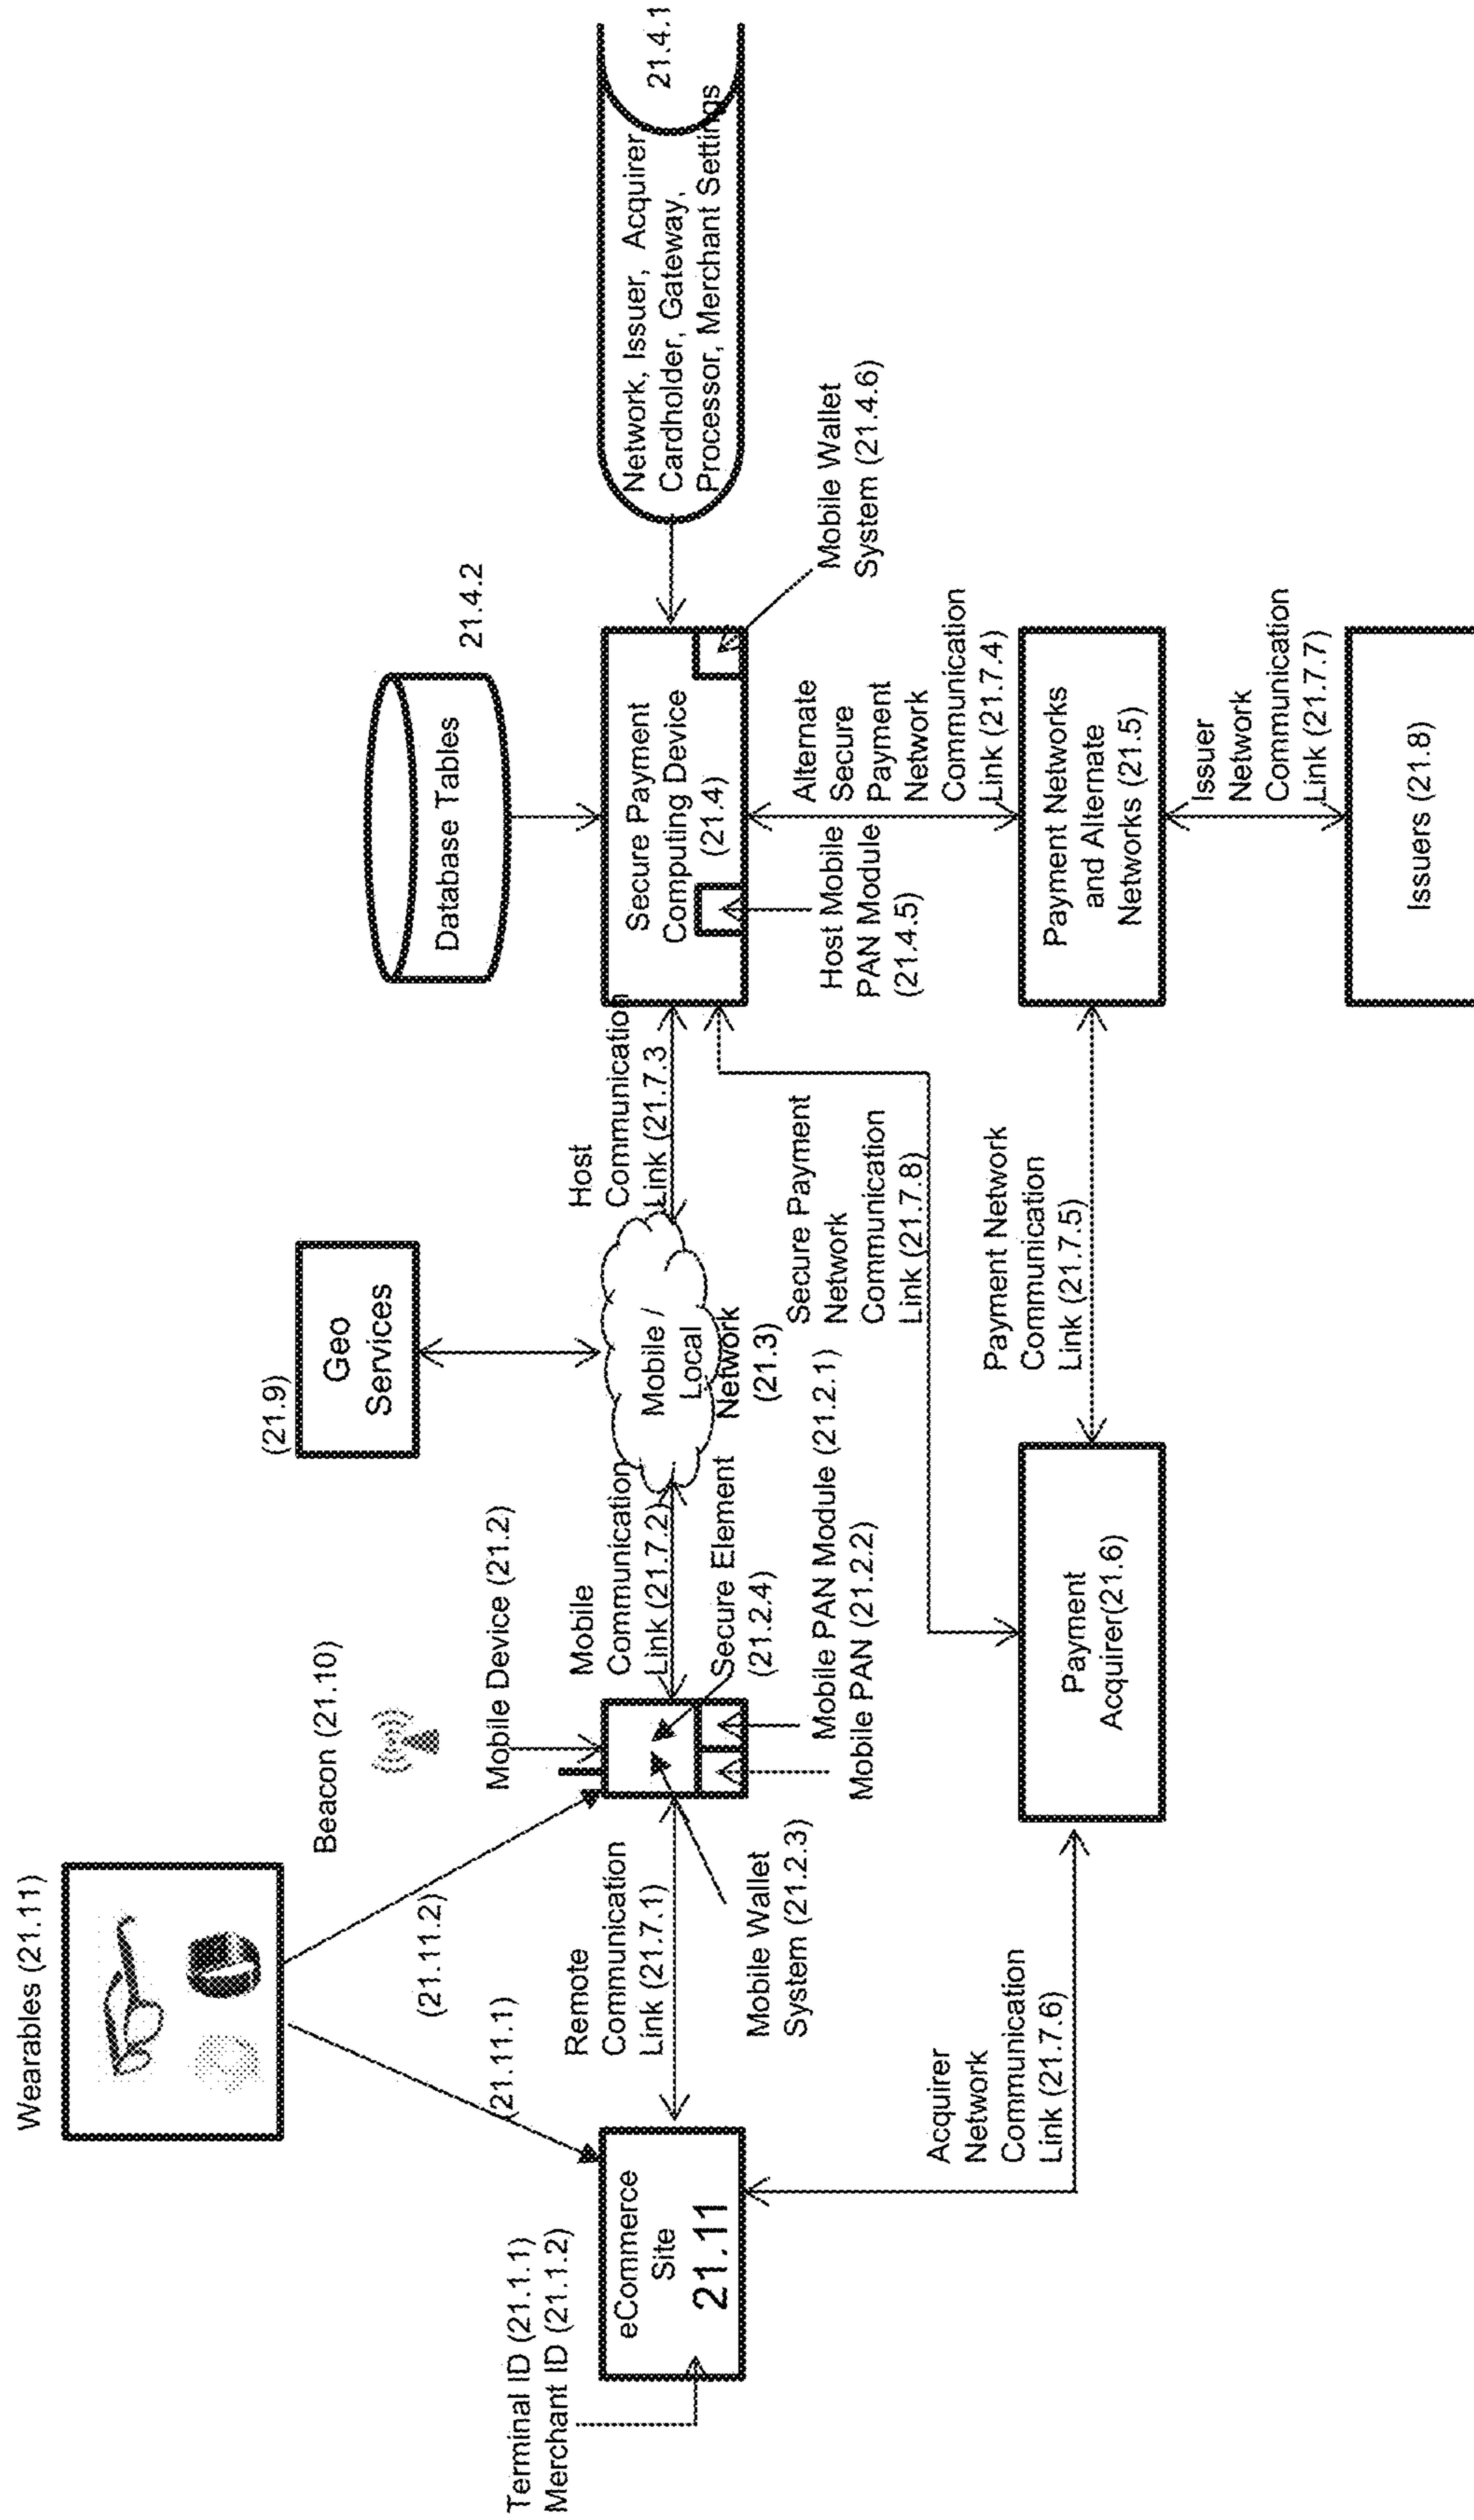 Wearables (21.11)
Beacon (21.10)
(21.9)
Geo
Services
Database Tables
21.4.2
(21.11.2)
(21.11.1)
Mobile Device (21.2)
Terminal ID (21.1.1)
Merchant ID (21.1.2)
eCommerce
Site
21.11
Remote
Communication
Link (21.7.1)
Mobile
Communication
Link (21.7.2)
Mobile /
Local
Network
(21.3)
Host
Communication
Link (21.7.3
Secure Payment
Computing Device
(21.4)
Network, Issuer, Acquirer
Cardholder, Gateway,
Processor, Merchant Settings
21.4.1
Mobile Wallet
System (21.2.3)
Secure Element
(21.2.4)
Mobile PAN Module (21.2.1)
Mobile PAN (21.2.2)
Secure Payment
Network
Communication
Link (21.7.8)
Host Mobile
PAN Module
(21.4.5)
Alternate
Secure
Payment
Network
Communication
Link (21.7.4)
Mobile Wallet
System (21.4.6)
Acquirer
Network
Communication
Link (21.7.6)
Payment
Acquirer(21.6)
Payment Network
Communication
Link (21.7.5)
Payment Networks
and Alternate
Networks (21.5)
Issuer
Network
Communication
Link (21.7.7)
Issuers (21.8)